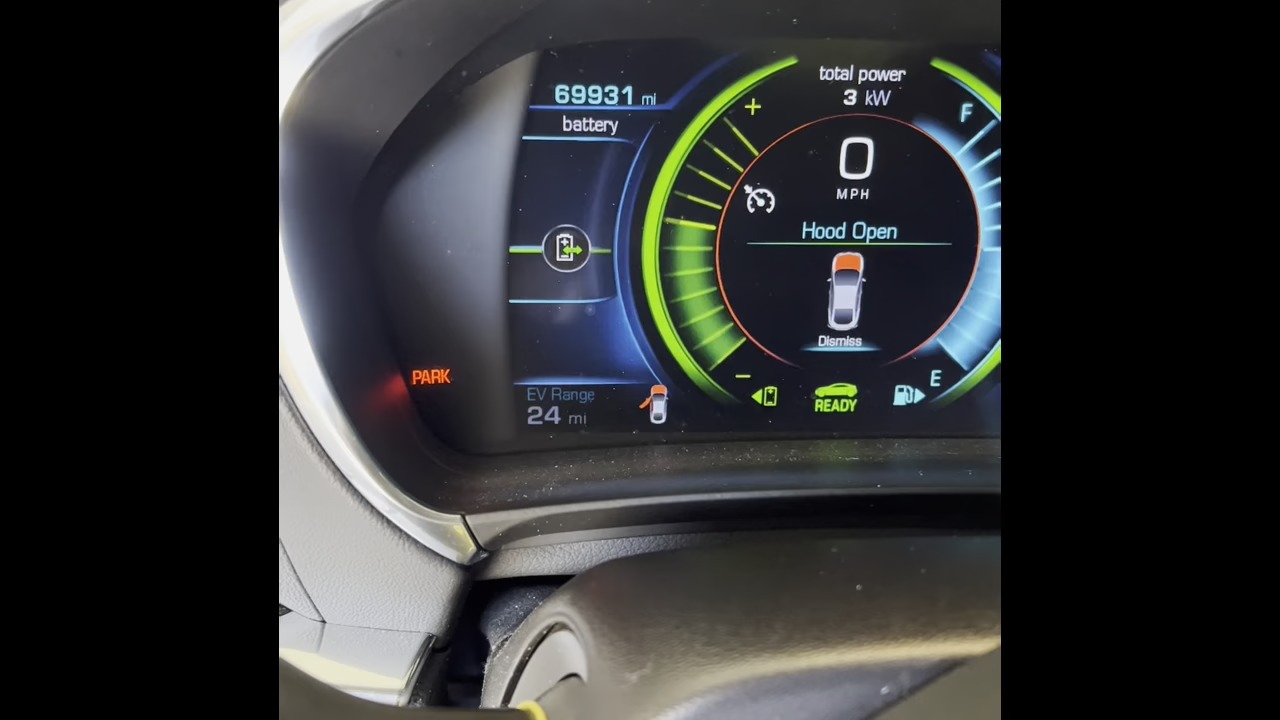 69931 mi
battery
total power
3 kW
+
F
0
MPH
Hood Open
Dismiss
PARK
−
E
EV Range
24 mi
READY